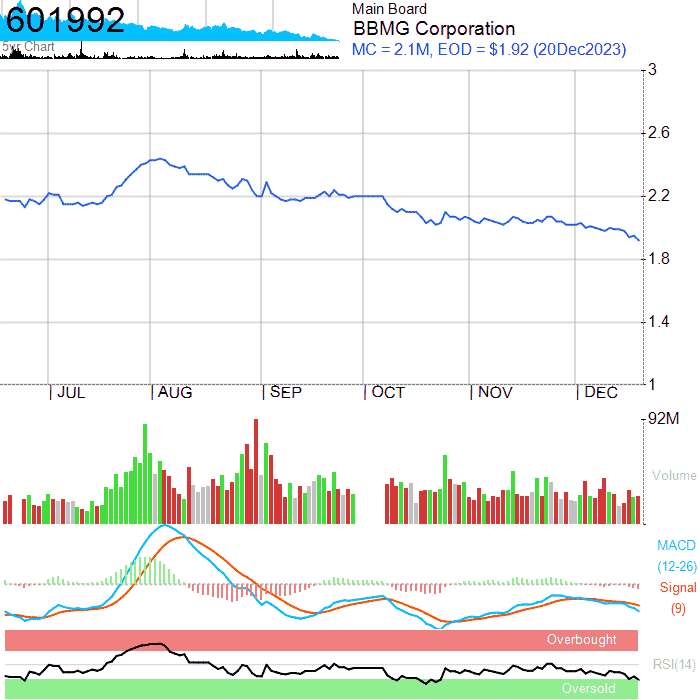 601992
5yr Chart
Main Board
BBMG Corporation
MC = 2.1M, EOD = $1.92 (20Dec2023)
3
2.6
2.2
1.8
1.4
1
JUL AUG SEP OCT NOV DEC
92M
Volume
MACD
(12-26)
Signal
(9)
Overbought
RSI(14)
Oversold